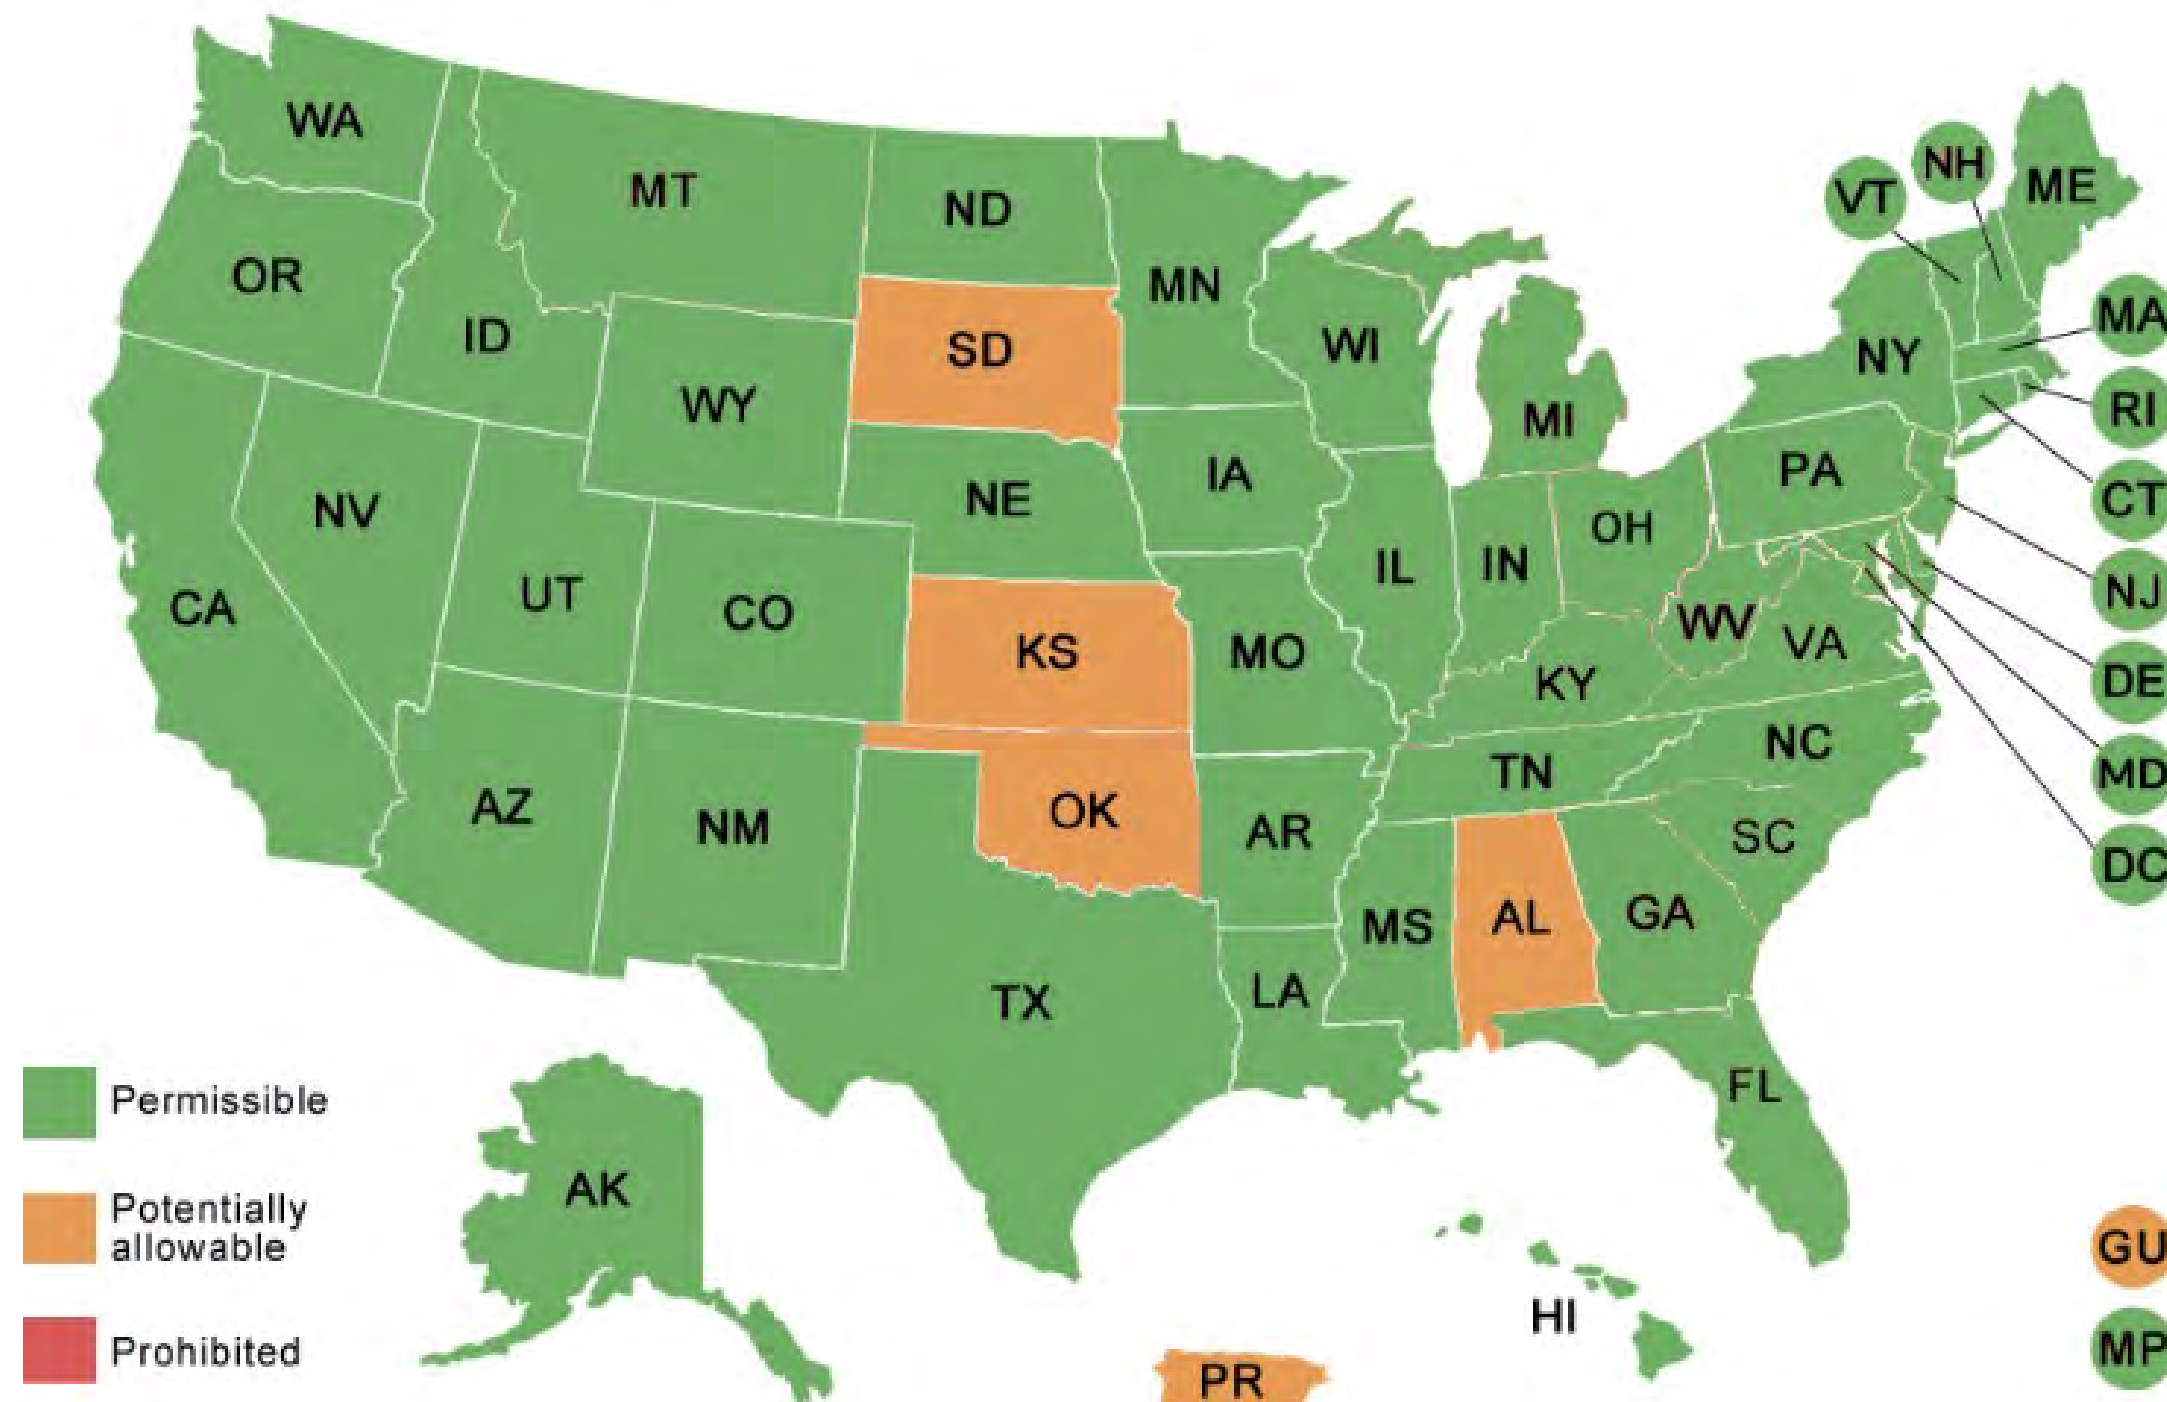 WA
MT
ND
MN
VT
NH
ME
OR
ID
WY
SD
WI
MI
NY
MA
RI
CT
NV
UT
CO
NE
IA
IL
IN
OH
PA
NJ
CA
KS
MO
KY
WV
VA
DE
MD
DC
AZ
NM
OK
AR
TN
NC
SC
TX
LA
MS
AL
GA
FL
Permissible
Potentially
allowable
Prohibited
AK
HI
PR
GU
MP